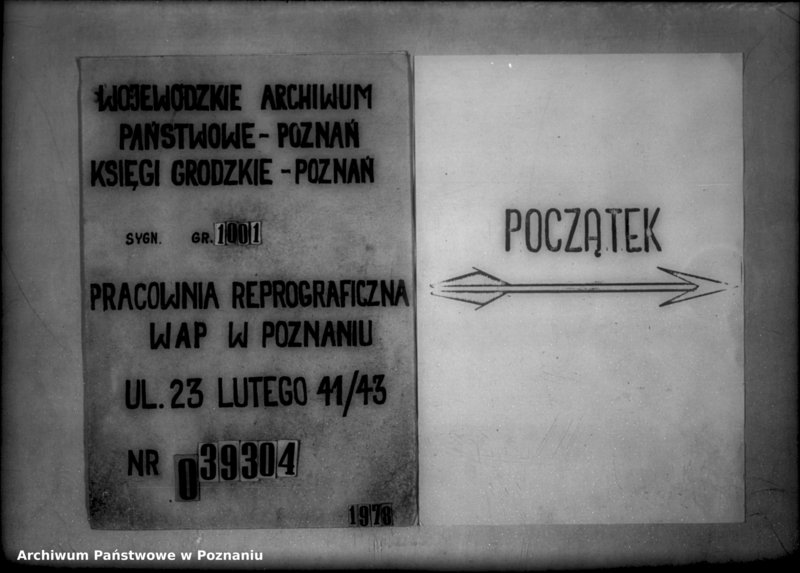 WOJEWÓDZKIE ARCHIWUM
PAŃSTWOWE - POZNAŃ
KSIĘGI GRODZKIE - POZNAŃ
SYGN. GR. 1001
PRACOWNIA REPROGRAFICZNA
WAP W POZNANIU
UL. 23 LUTEGO 41/43
NR 039304
1978
POCZĄTEK
Archiwum Państwowe w Poznaniu